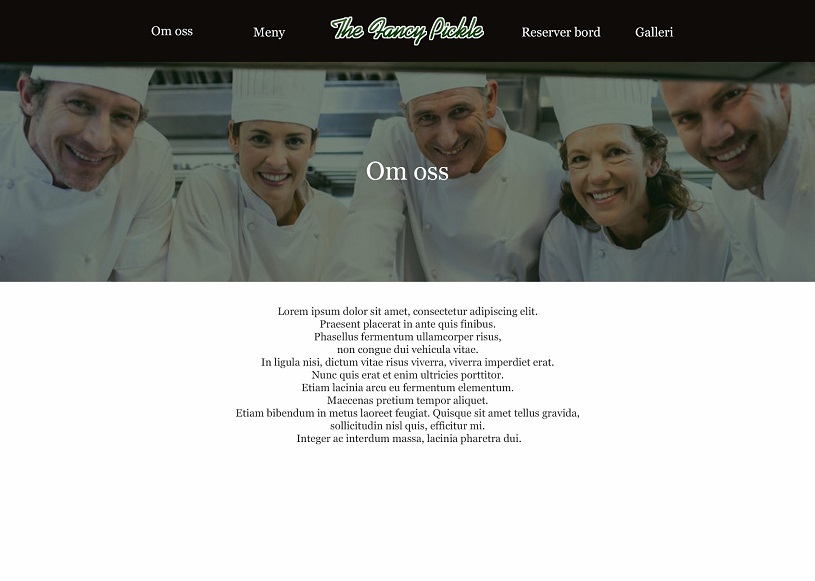 Om oss
Meny
The Fancy Pickle
Reserver bord
Galleri
Om oss
Lorem ipsum dolor sit amet, consectetur adipiscing elit.
Praesent placerat in ante quis finibus.
Phasellus fermentum ullamcorper risus,
non congue dui vehicula vitae.
In ligula nisi, dictum vitae risus viverra, viverra imperdiet erat.
Nunc quis erat et enim ultricies porttitor.
Etiam lacinia arcu eu fermentum elementum.
Maecenas pretium tempor aliquet.
Etiam bibendum in metus laoreet feugiat. Quisque sit amet tellus gravida,
sollicitudin nisl quis, efficitur mi.
Integer ac interdum massa, lacinia pharetra dui.